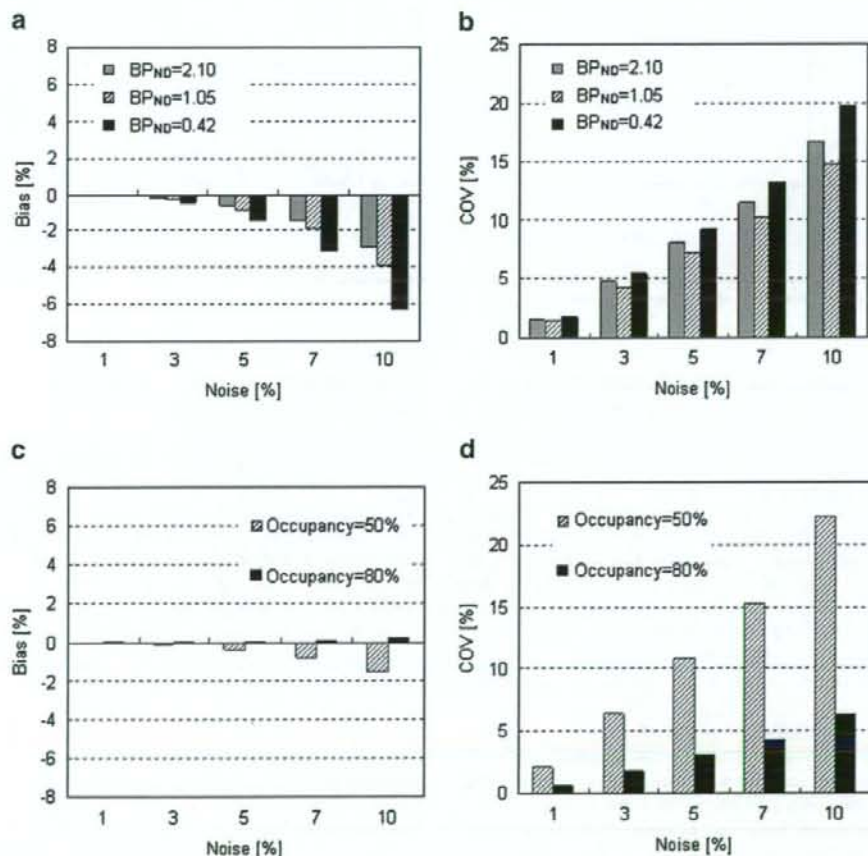 a
8
6
4
2
0
-2
-4
-6
-8
Bias [%]
BPND=2.10
BPND=1.05
BPND=0.42
1 3 5 7 10
Noise [%]
b
25
20
15
10
5
0
COV [%]
BPND=2.10
BPND=1.05
BPND=0.42
1 3 5 7 10
Noise [%]
c
8
6
4
2
0
-2
-4
-6
-8
Bias [%]
Occupancy=50%
Occupancy=80%
1 3 5 7 10
Noise [%]
d
25
20
15
10
5
0
COV [%]
Occupancy=50%
Occupancy=80%
1 3 5 7 10
Noise [%]